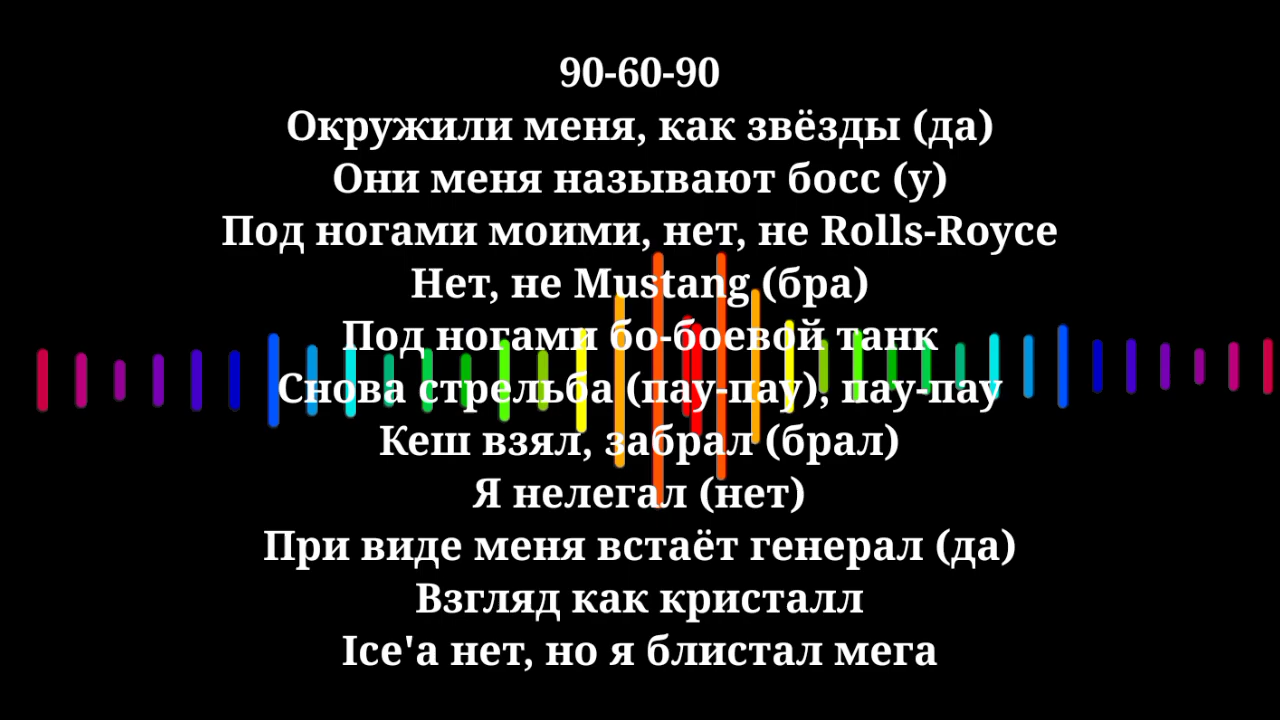 90-60-90
Окружили меня, как звёзды (да)
Они меня называют босс (у)
Под ногами моими, нет, не Rolls-Royce
Нет, не Mustang (бра)
Под ногами бо-боевой танк
Снова стрельба (пау-пау), пау-пау
Кеш взял, забрал (брал)
Я нелегал (нет)
При виде меня встаёт генерал (да)
Взгляд как кристалл
Ice'а нет, но я блистал мега